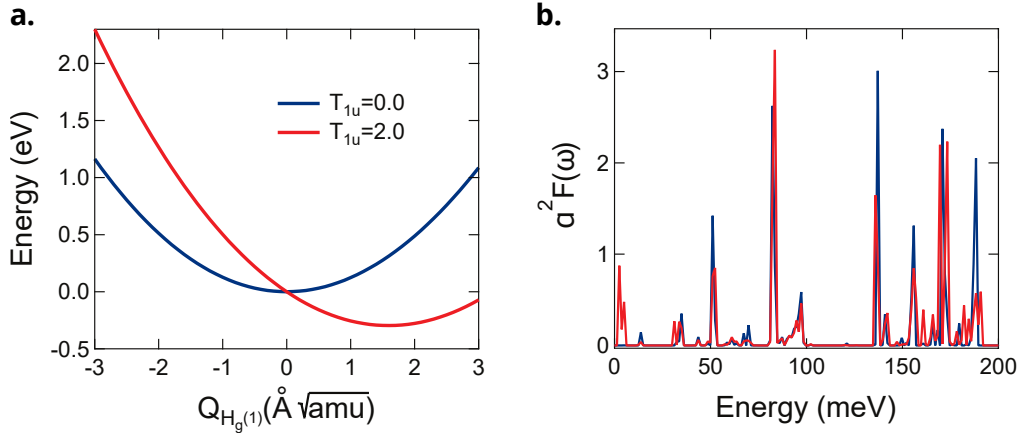 a.
Energy (eV)
2.0
1.5
1.0
0.5
0.0
-0.5
-3 -2 -1 0 1 2 3
T1u=0.0
T1u=2.0
QHg(1)(Å √amu)
b.
α²F(ω)
3
2
1
0
0 50 100 150 200
Energy (meV)